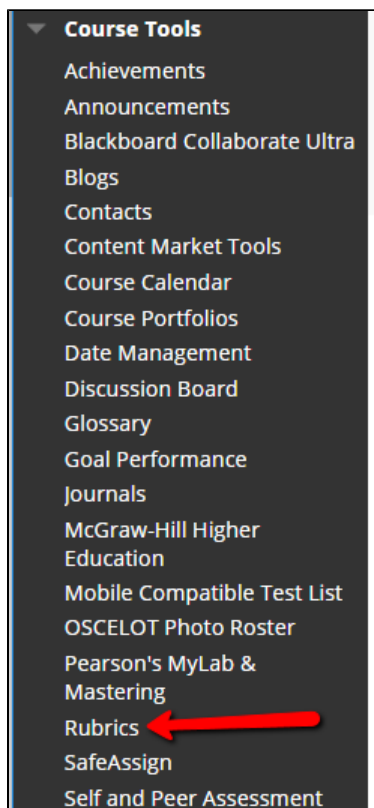 Course Tools
Achievements
Announcements
Blackboard Collaborate Ultra
Blogs
Contacts
Content Market Tools
Course Calendar
Course Portfolios
Date Management
Discussion Board
Glossary
Goal Performance
Journals
McGraw-Hill Higher
Education
Mobile Compatible Test List
OSCELOT Photo Roster
Pearson's MyLab &
Mastering
Rubrics
SafeAssign
Self and Peer Assessment